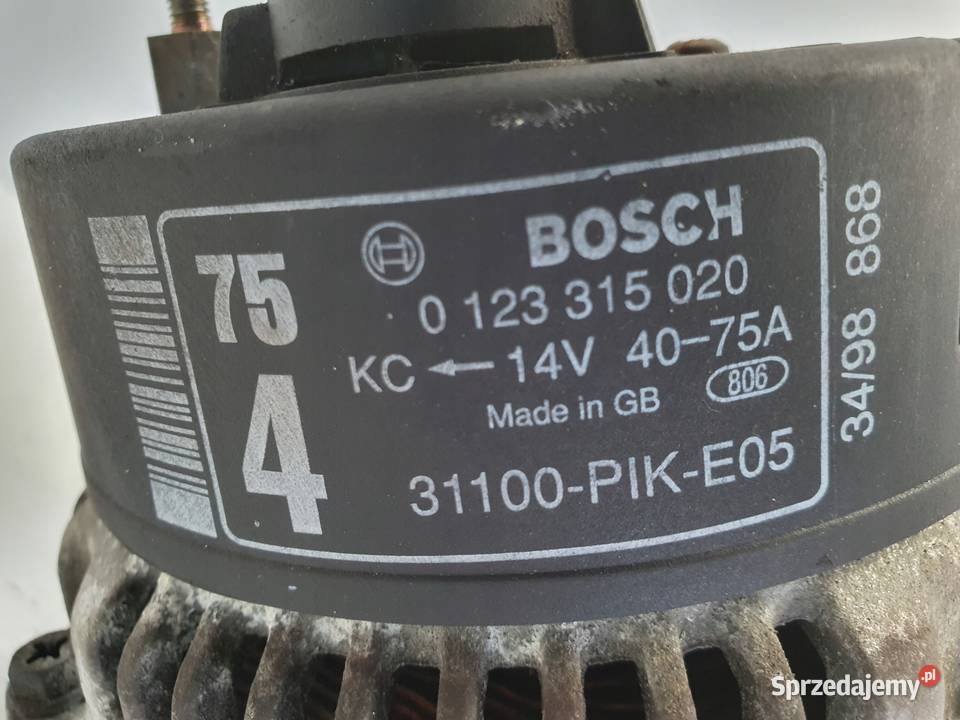 75
4
BOSCH
0 123 315 020
KC ← 14V 40-75A
Made in GB 806
31100-PIK-E05
34/98 868
Sprzedajemy.pl